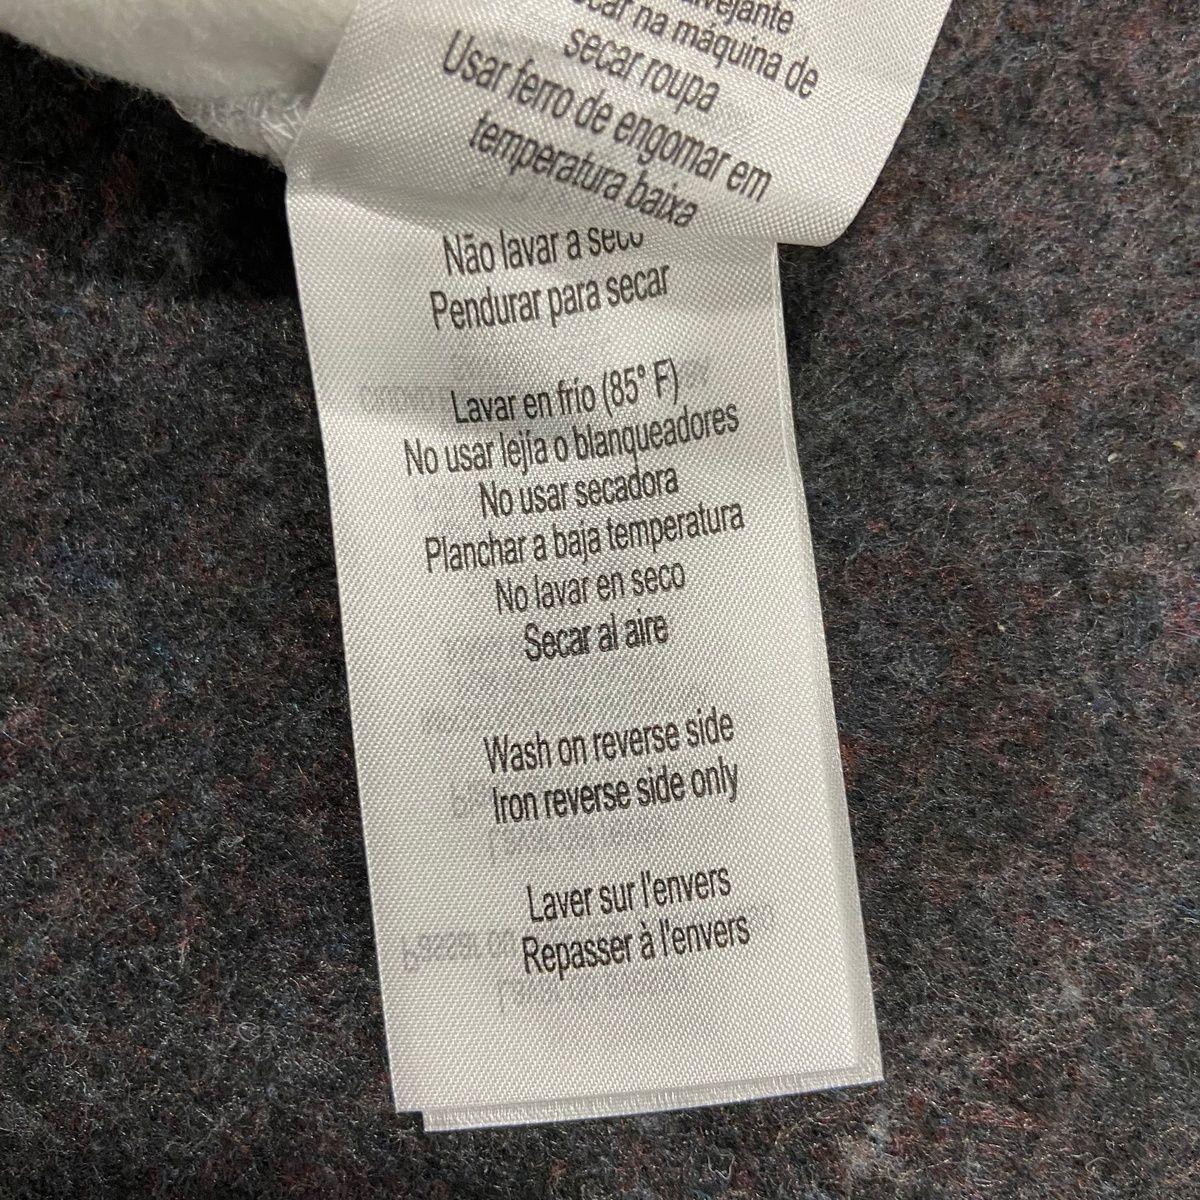 na máquina de
secar roupa
Usar ferro de engomar em
temperatura baixa
Não lavar a seco
Pendurar para secar
Lavar en frío (85° F)
No usar lejia o blanqueadores
No usar secadora
Planchar a baja temperatura
No lavar en seco
Secar al aire
Wash on reverse side
Iron reverse side only
Laver sur l'envers
Repasser à l'envers